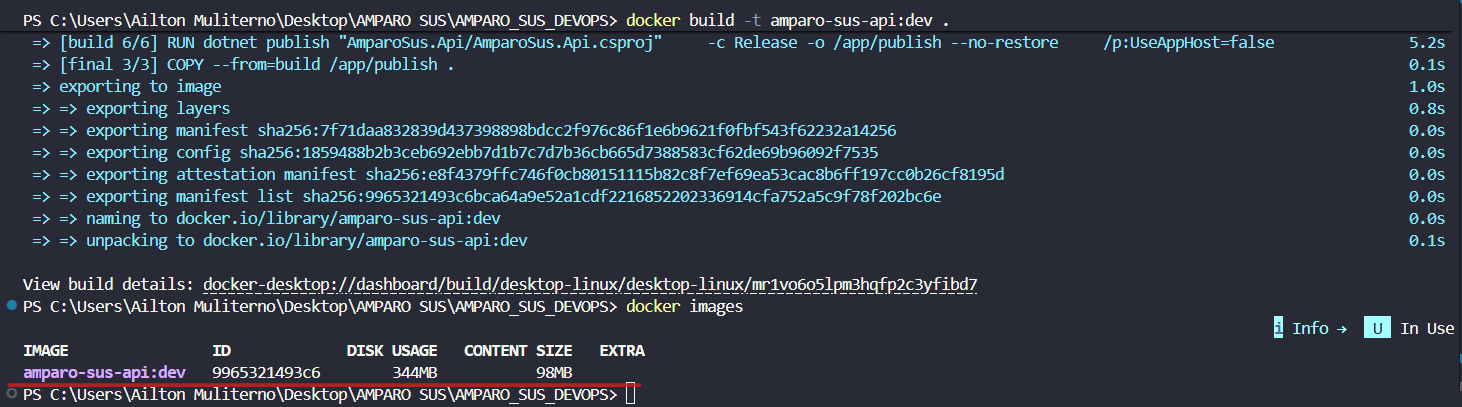 PS C:\Users\Ailton Muliterno\Desktop\AMPARO SUS\AMPARO_SUS_DEVOPS> docker build -t amparo-sus-api:dev .
=> [build 6/6] RUN dotnet publish "AmparoSus.Api/AmparoSus.Api.csproj" -c Release -o /app/publish --no-restore /p:UseAppHost=false 5.2s
=> [final 3/3] COPY --from=build /app/publish . 0.1s
=> exporting to image 1.0s
=> => exporting layers 0.8s
=> => exporting manifest sha256:7f71daa832839d437398898bdcc2f976c86f1e6b9621f0fbf543f62232a14256 0.0s
=> => exporting config sha256:1859488b2b3ceb692ebb7d1b7c7d7b36cb665d7388583cf62de69b96092f7535 0.0s
=> => exporting attestation manifest sha256:e8f4379ffc746f0cb80151115b82c8f7ef69ea53cac8b6ff197cc0b26cf8195d 0.0s
=> => exporting manifest list sha256:9965321493c6bca64a9e52a1cdf2216852202336914cfa752a5c9f78f202bc6e 0.0s
=> => naming to docker.io/library/amparo-sus-api:dev 0.0s
=> => unpacking to docker.io/library/amparo-sus-api:dev 0.1s
View build details: docker-desktop://dashboard/build/desktop-linux/desktop-linux/mr1vo6o5lpm3hqfp2c3yfibd7
PS C:\Users\Ailton Muliterno\Desktop\AMPARO SUS\AMPARO_SUS_DEVOPS> docker images
i Info → U In Use
IMAGE ID DISK USAGE CONTENT SIZE EXTRA
amparo-sus-api:dev 9965321493c6 344MB 98MB
PS C:\Users\Ailton Muliterno\Desktop\AMPARO SUS\AMPARO_SUS_DEVOPS>